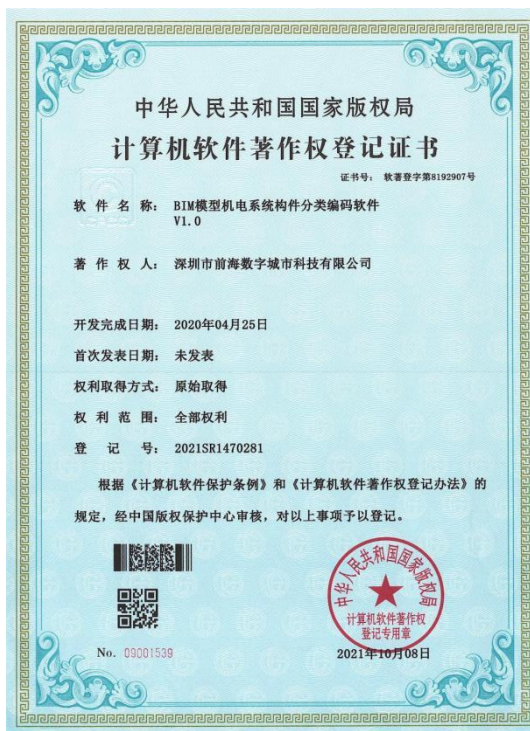 中华人民共和国国家版权局
计算机软件著作权登记证书
证书号： 软著登字第8192907号
软件名称： BIM模型机电系统构件分类编码软件
V1.0
著作权人： 深圳市前海数字城市科技有限公司
开发完成日期： 2020年04月25日
首次发表日期： 未发表
权利取得方式： 原始取得
权利范围： 全部权利
登记号： 2021SR1470281
根据《计算机软件保护条例》和《计算机软件著作权登记办法》的
规定，经中国版权保护中心审核，对以上事项予以登记。
中华人民共和国国家版权局
计算机软件著作权
登记专用章
No. 09001539
2021年10月08日